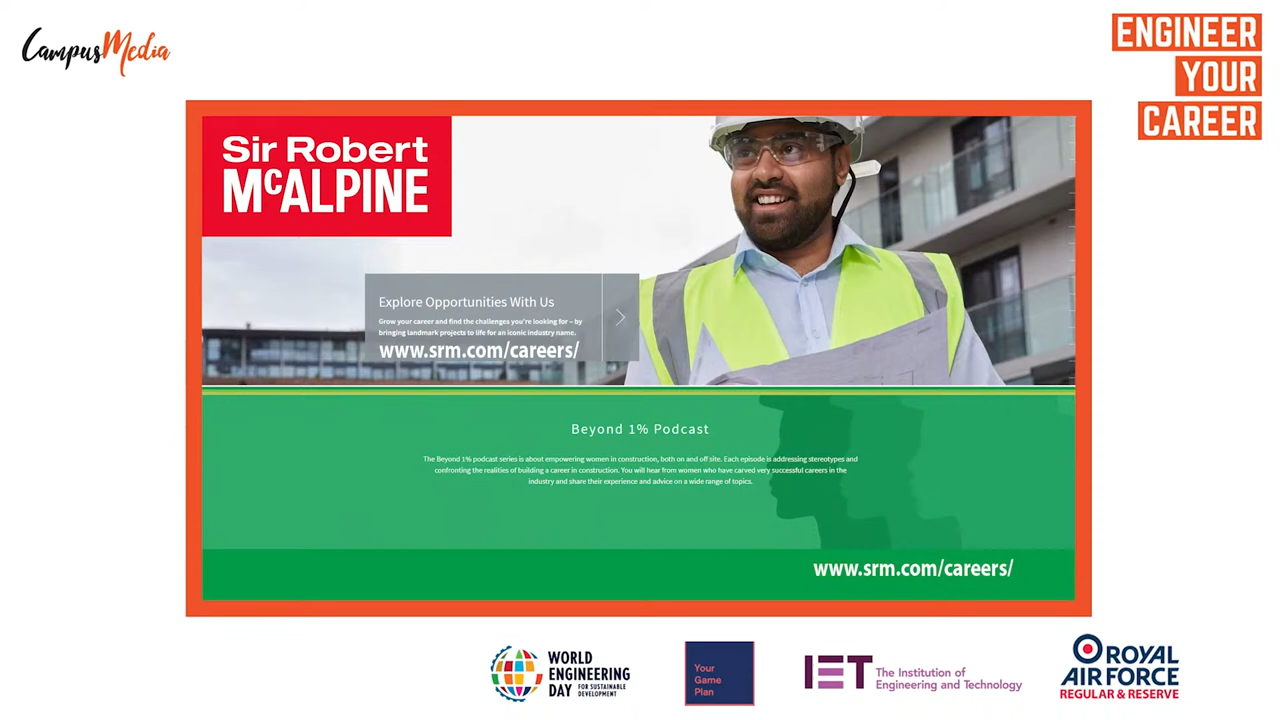 CampusMedia
ENGINEER
YOUR
CAREER
Sir Robert
McALPINE
Explore Opportunities With Us
Grow your career and find the challenges you're looking for – by
bringing landmark projects to life for an iconic industry name.
www.srm.com/careers/
Beyond 1% Podcast
The Beyond 1% podcast series is about empowering women in construction, both on and off site. Each episode is addressing stereotypes and
confronting the realities of building a career in construction. You will hear from women who have carved very successful careers in the
industry and share their experience and advice on a wide range of topics.
www.srm.com/careers/
WORLD
ENGINEERING
DAY FOR SUSTAINABLE
DEVELOPMENT
Your
Game
Plan
IET The Institution of
Engineering and Technology
ROYAL
AIR FORCE
REGULAR & RESERVE